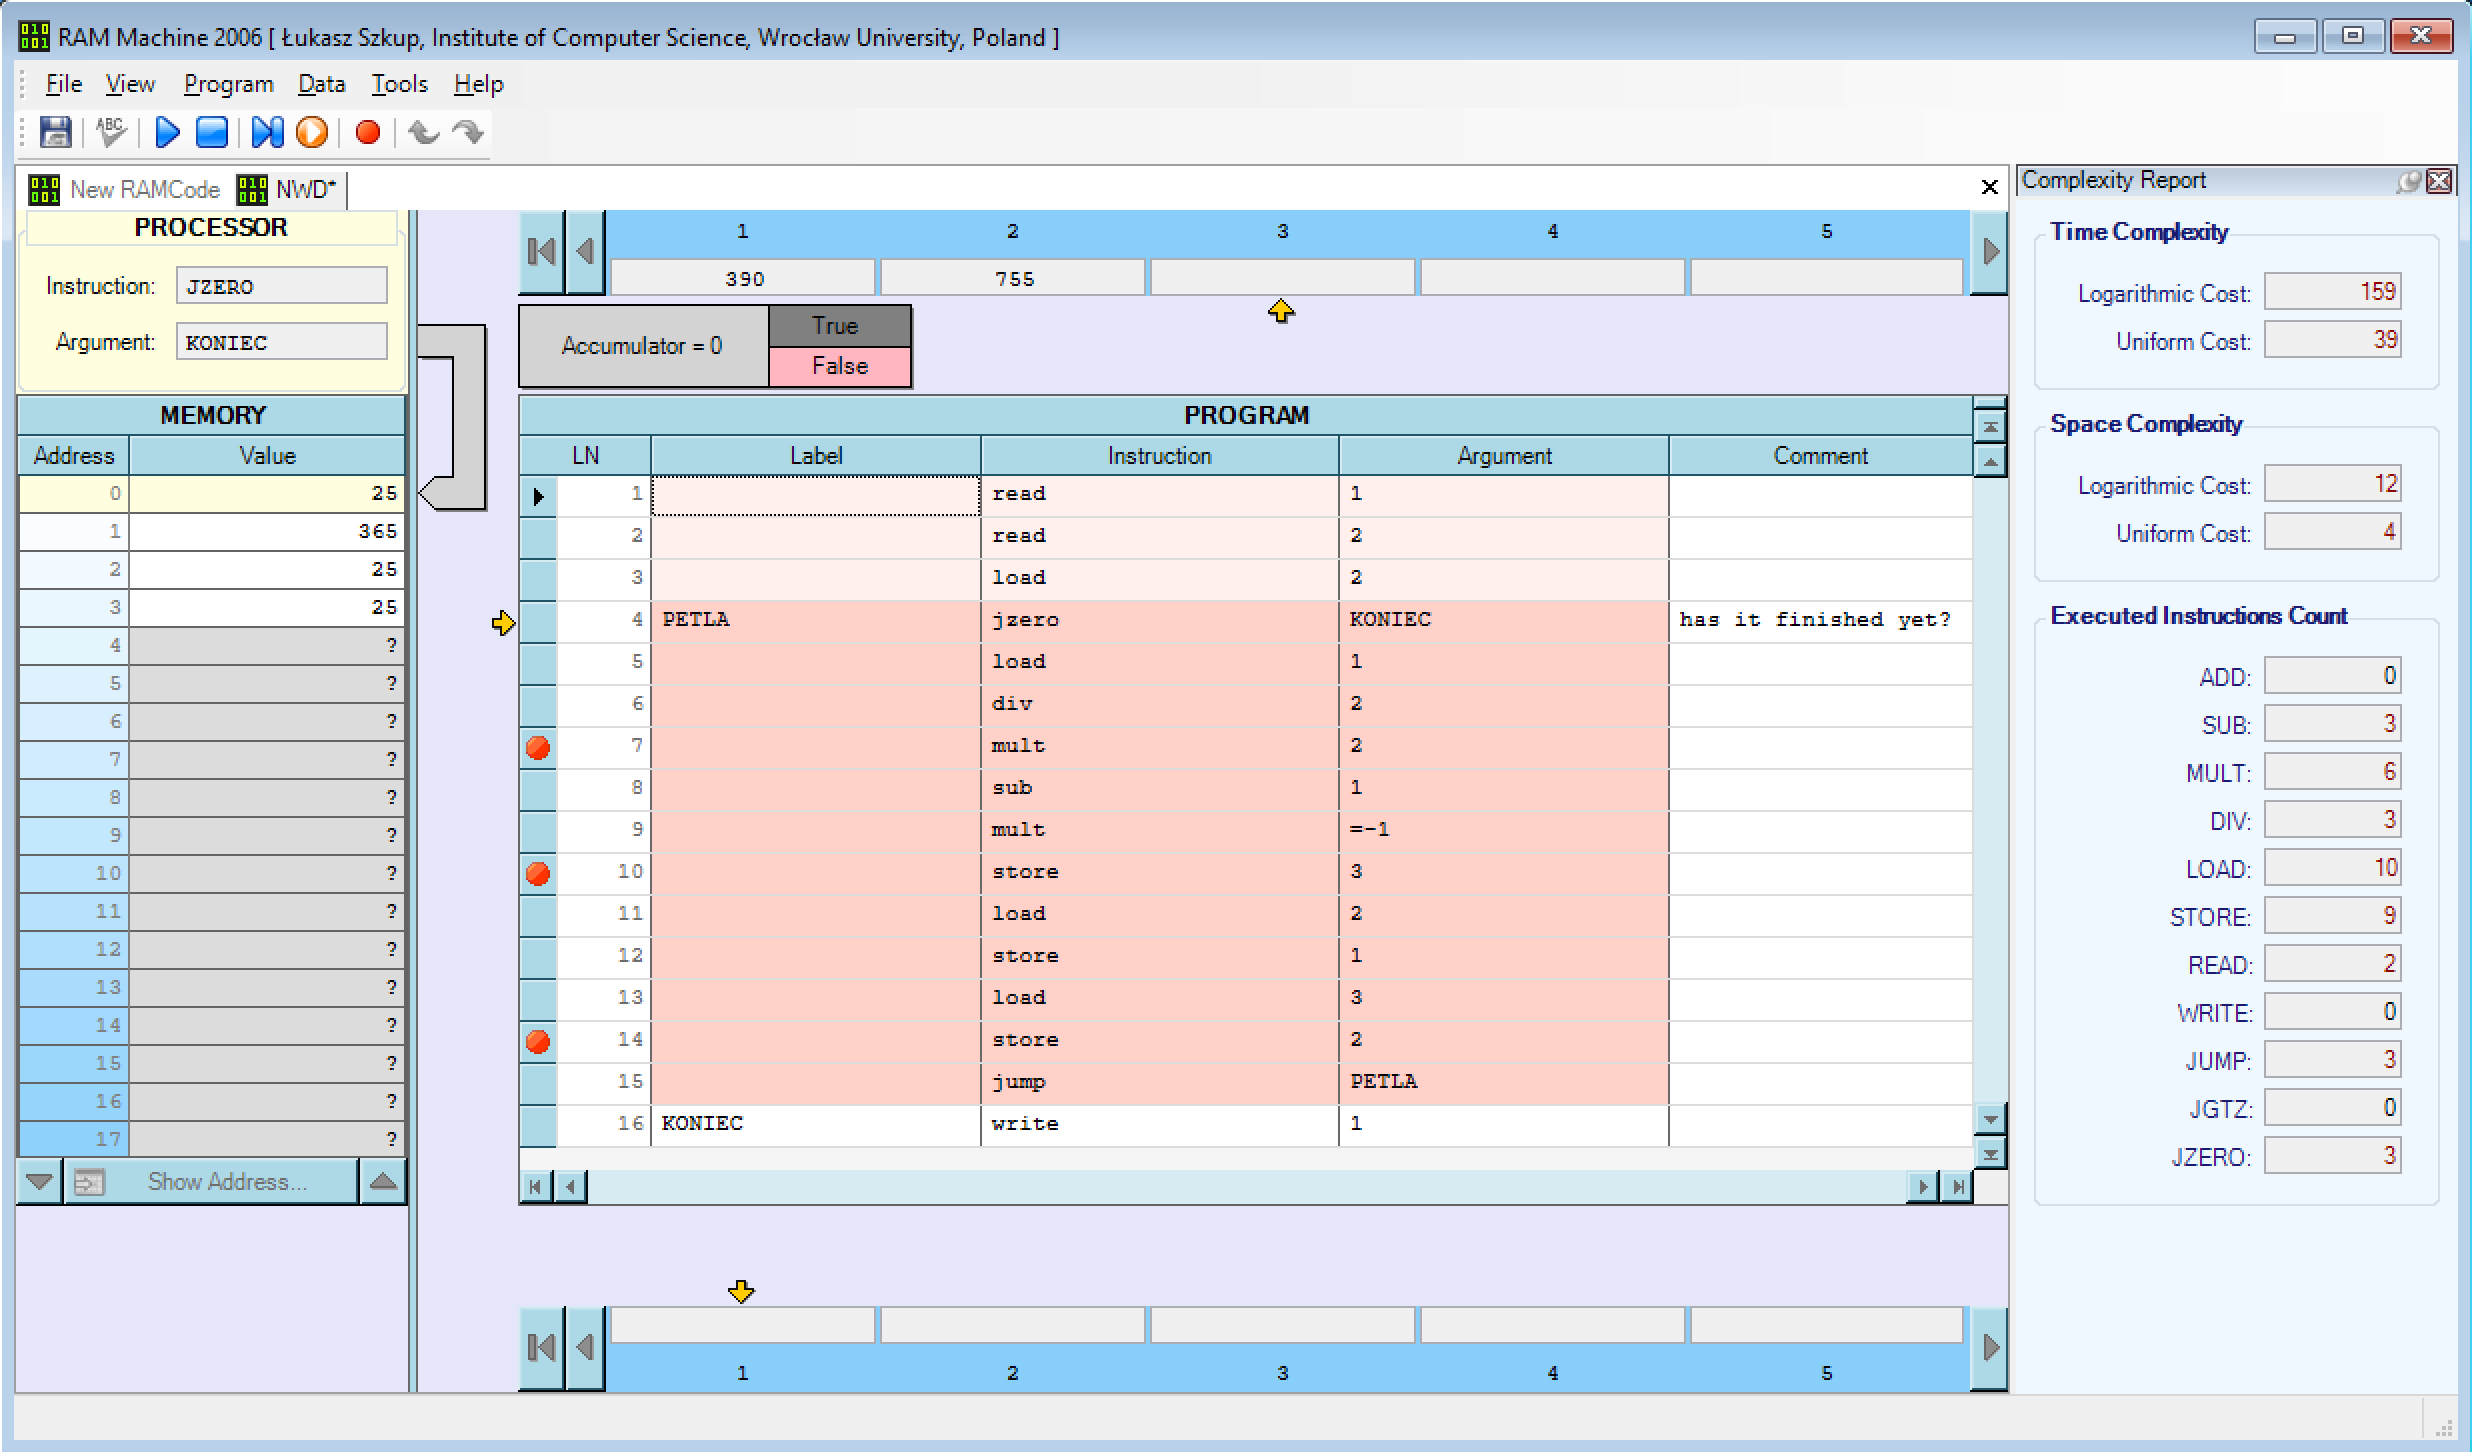 RAM Machine 2006 [ Łukasz Szkup, Institute of Computer Science, Wrocław University, Poland ]
File View Program Data Tools Help
ABC
New RAMCode NWD*
Complexity Report
PROCESSOR
Instruction: JZERO
Argument: KONIEC
1 2 3 4 5
390 755
Accumulator = 0
True
False
MEMORY
Address Value
0 25
1 365
2 25
3 25
4 ?
5 ?
6 ?
7 ?
8 ?
9 ?
10 ?
11 ?
12 ?
13 ?
14 ?
15 ?
16 ?
17 ?
Show Address...
PROGRAM
LN Label Instruction Argument Comment
1 read 1
2 read 2
3 load 2
4 PETLA jzero KONIEC has it finished yet?
5 load 1
6 div 2
7 mult 2
8 sub 1
9 mult =-1
10 store 3
11 load 2
12 store 1
13 load 3
14 store 2
15 jump PETLA
16 KONIEC write 1
1 2 3 4 5
Time Complexity
Logarithmic Cost: 159
Uniform Cost: 39
Space Complexity
Logarithmic Cost: 12
Uniform Cost: 4
Executed Instructions Count
ADD: 0
SUB: 3
MULT: 6
DIV: 3
LOAD: 10
STORE: 9
READ: 2
WRITE: 0
JUMP: 3
JGTZ: 0
JZERO: 3